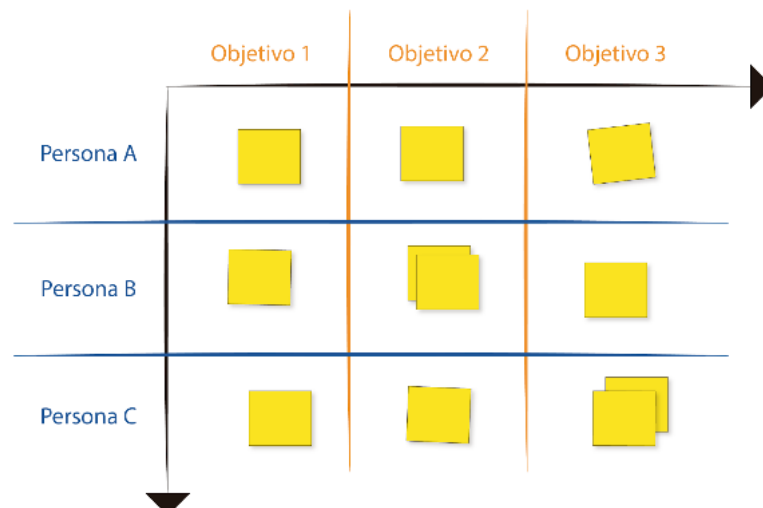 Objetivo 1
Objetivo 2
Objetivo 3
Persona A
Persona B
Persona C